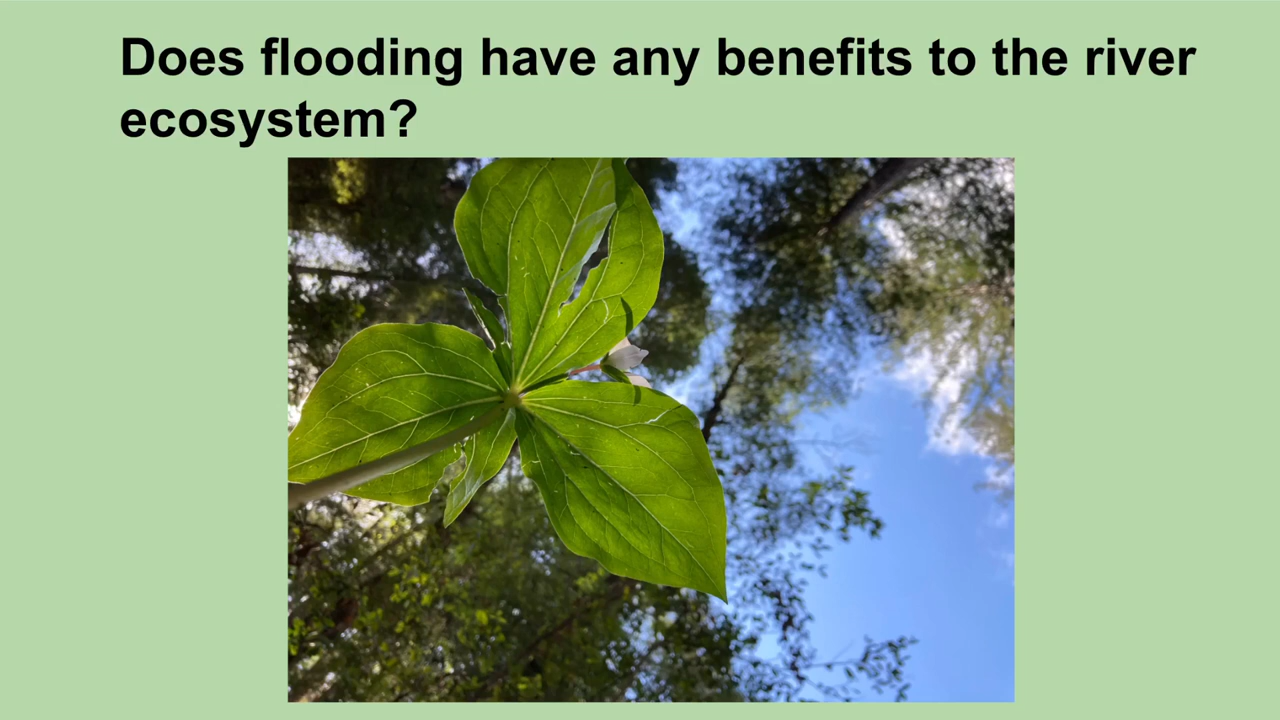 Does flooding have any benefits to the river
ecosystem?